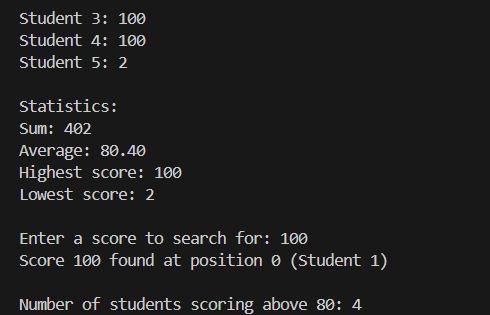 Student 3: 100
Student 4: 100
Student 5: 2
Statistics:
Sum: 402
Average: 80.40
Highest score: 100
Lowest score: 2
Enter a score to search for: 100
Score 100 found at position 0 (Student 1)
Number of students scoring above 80: 4